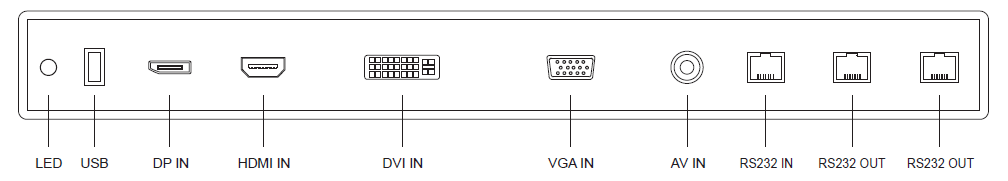 LED USB DP IN HDMI IN DVI IN VGA IN AV IN RS232 IN RS232 OUT RS232 OUT